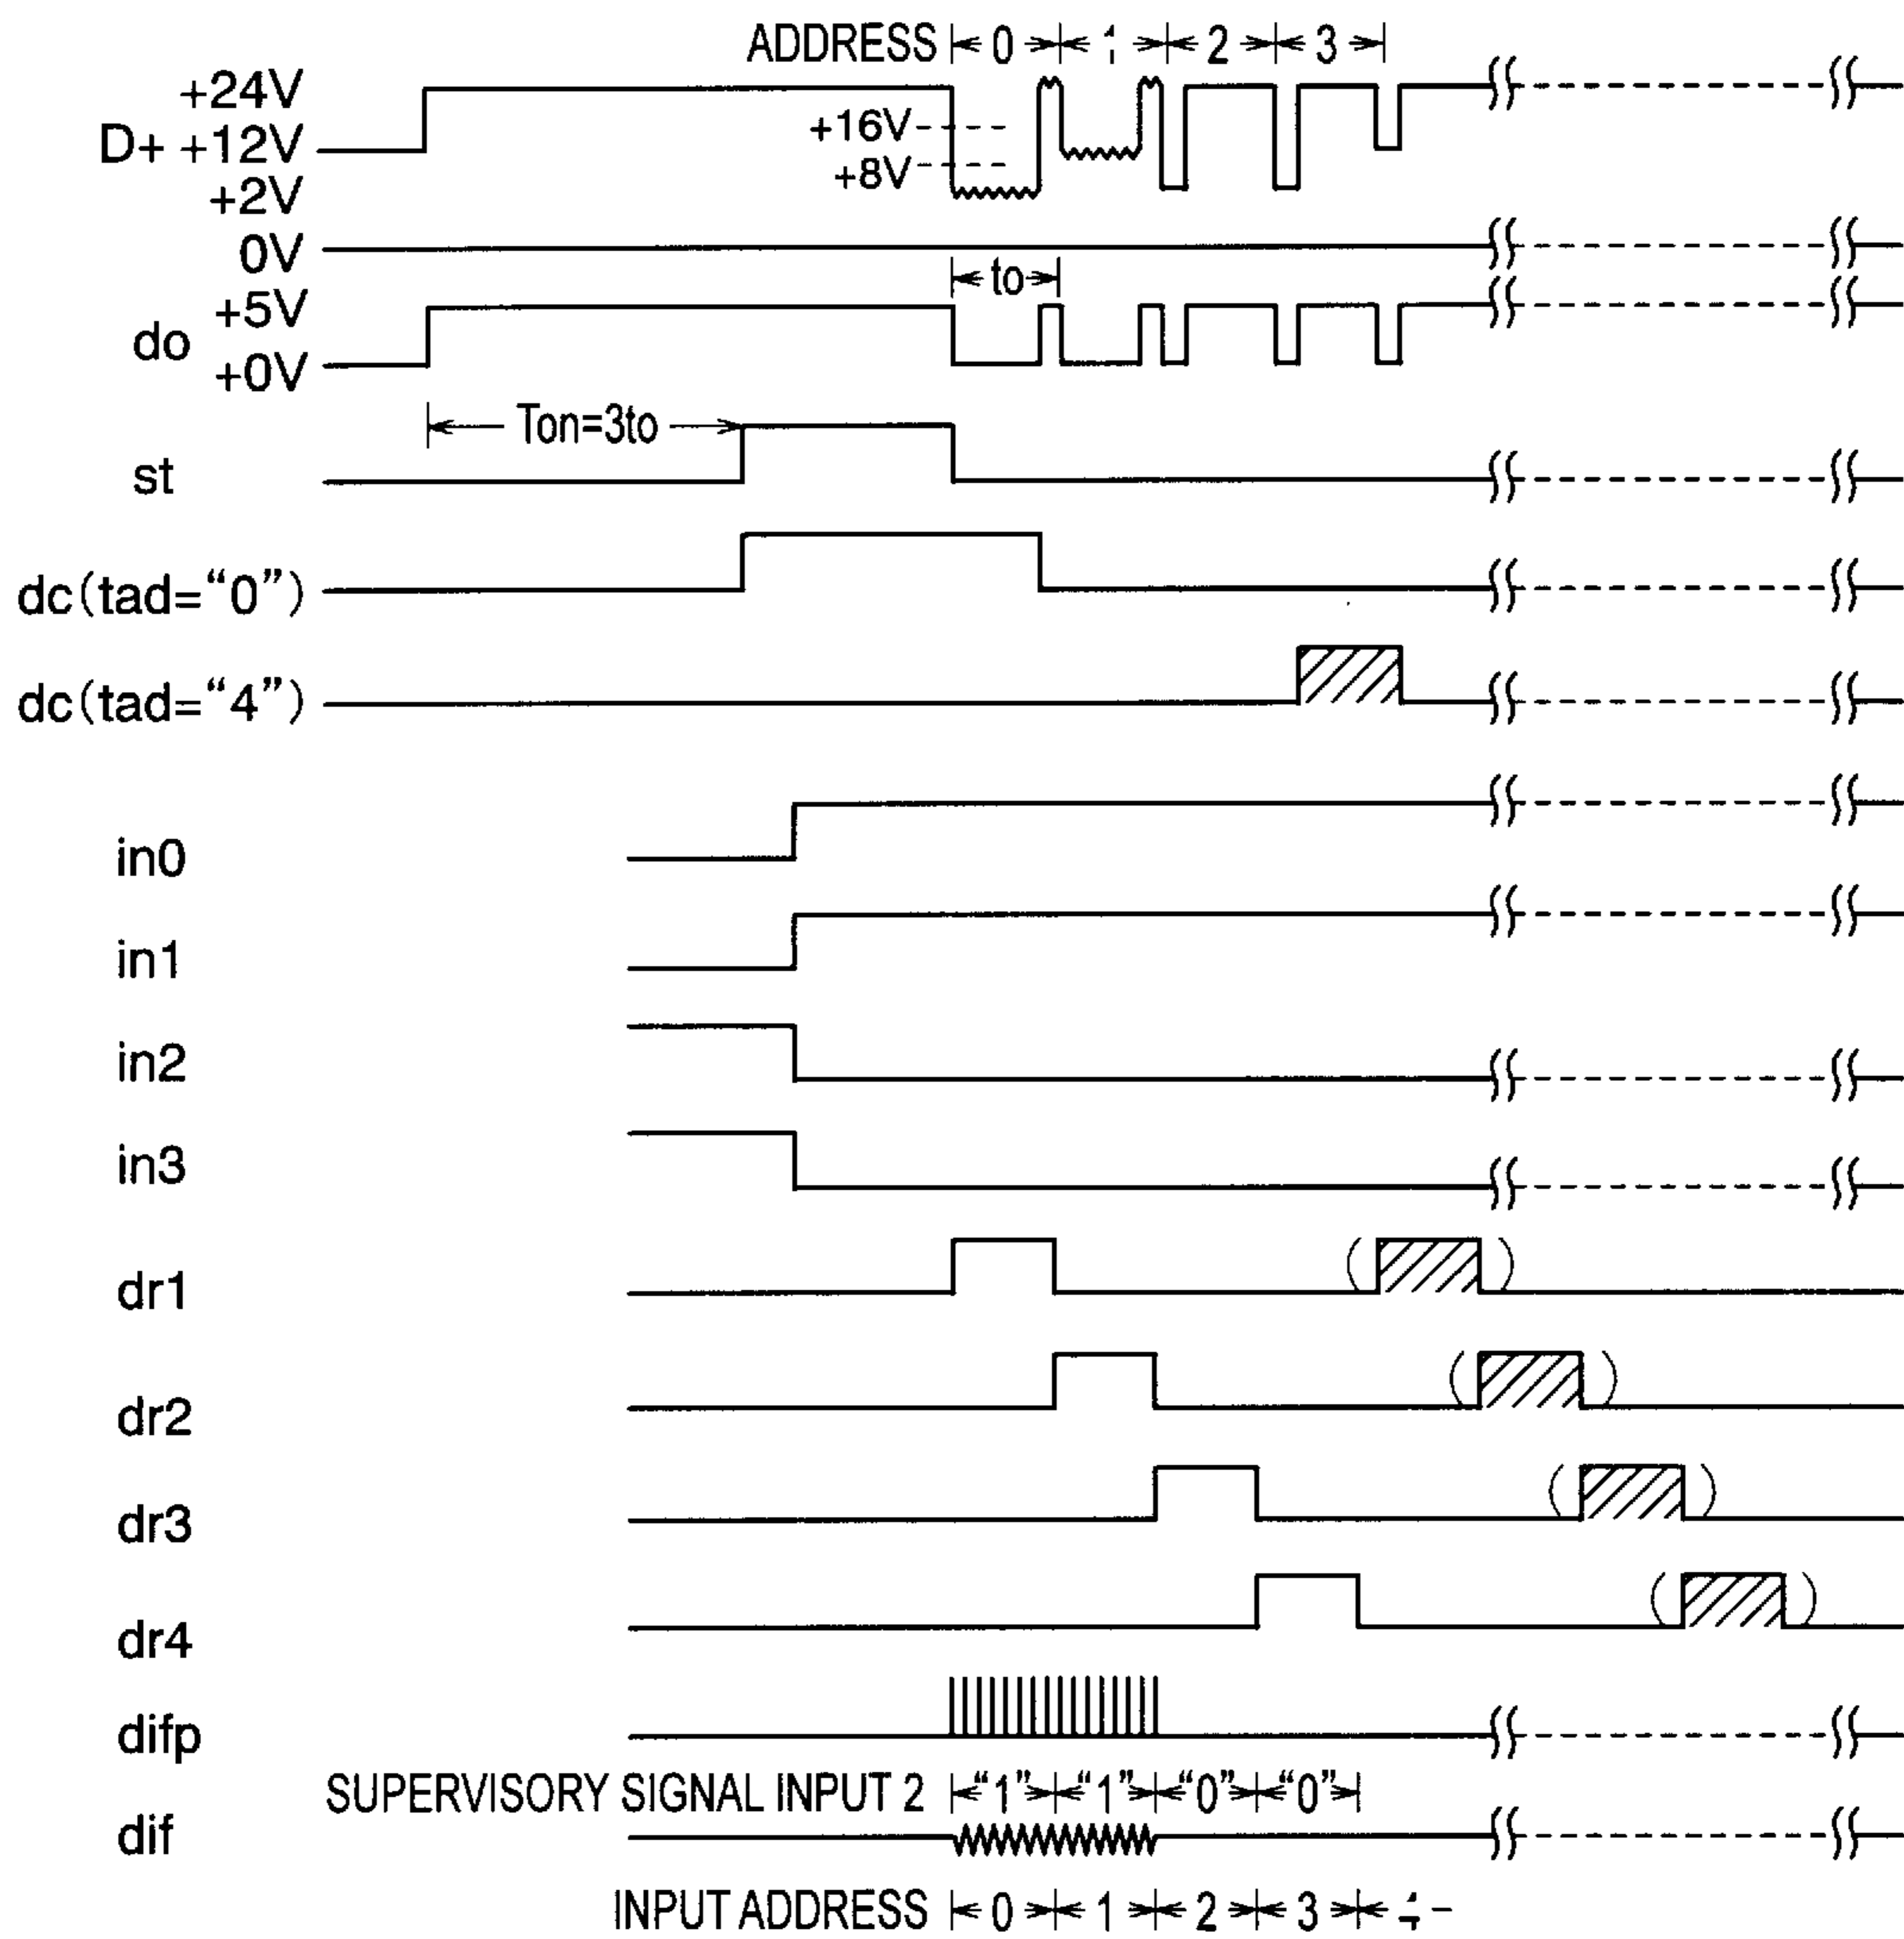 ADDRESS 0 1 2 3
+24V
+16V
D+ +12V
+8V
+2V
0V
to
+5V
do
+0V
Ton=3to
st
dc(tad="0")
dc(tad="4")
in0
in1
in2
in3
dr1
dr2
dr3
dr4
difp
SUPERVISORY SIGNAL INPUT 2 "1" "1" "0" "0"
dif
INPUT ADDRESS 0 1 2 3 4